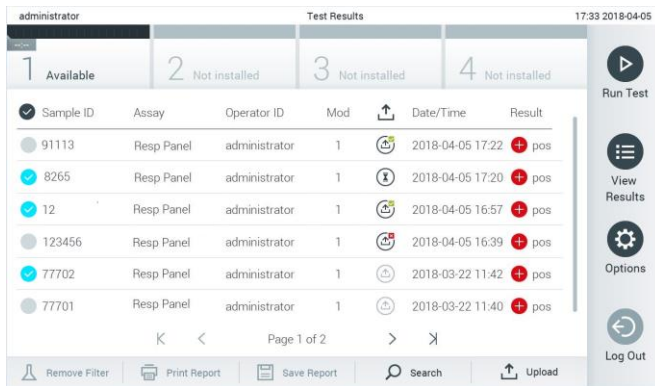 administrator Test Results 17:33 2018-04-05
1 Available 2 Not installed 3 Not installed 4 Not installed
Run Test
Sample ID Assay Operator ID Mod Date/Time Result
91113 Resp Panel administrator 1 2018-04-05 17:22 pos
8265 Resp Panel administrator 1 2018-04-05 17:20 pos
View
Results
12 Resp Panel administrator 1 2018-04-05 16:57 pos
123456 Resp Panel administrator 1 2018-04-05 16:39 pos
Options
77702 Resp Panel administrator 1 2018-03-22 11:42 pos
77701 Resp Panel administrator 1 2018-03-22 11:40 pos
Page 1 of 2
Log Out
Remove Filter Print Report Save Report Search Upload